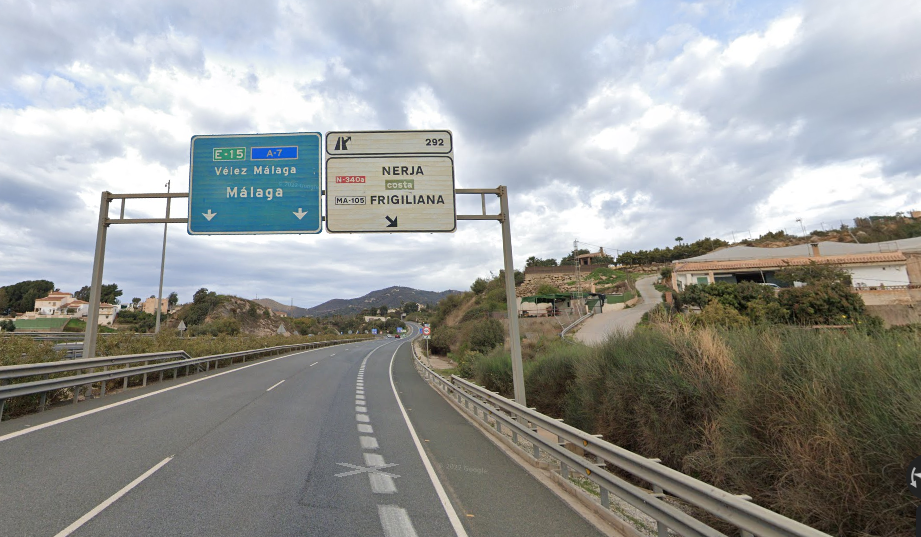 E-15 A-7
Vélez Málaga
Málaga
292
NERJA
N-340a costa
MA-105 FRIGILIANA